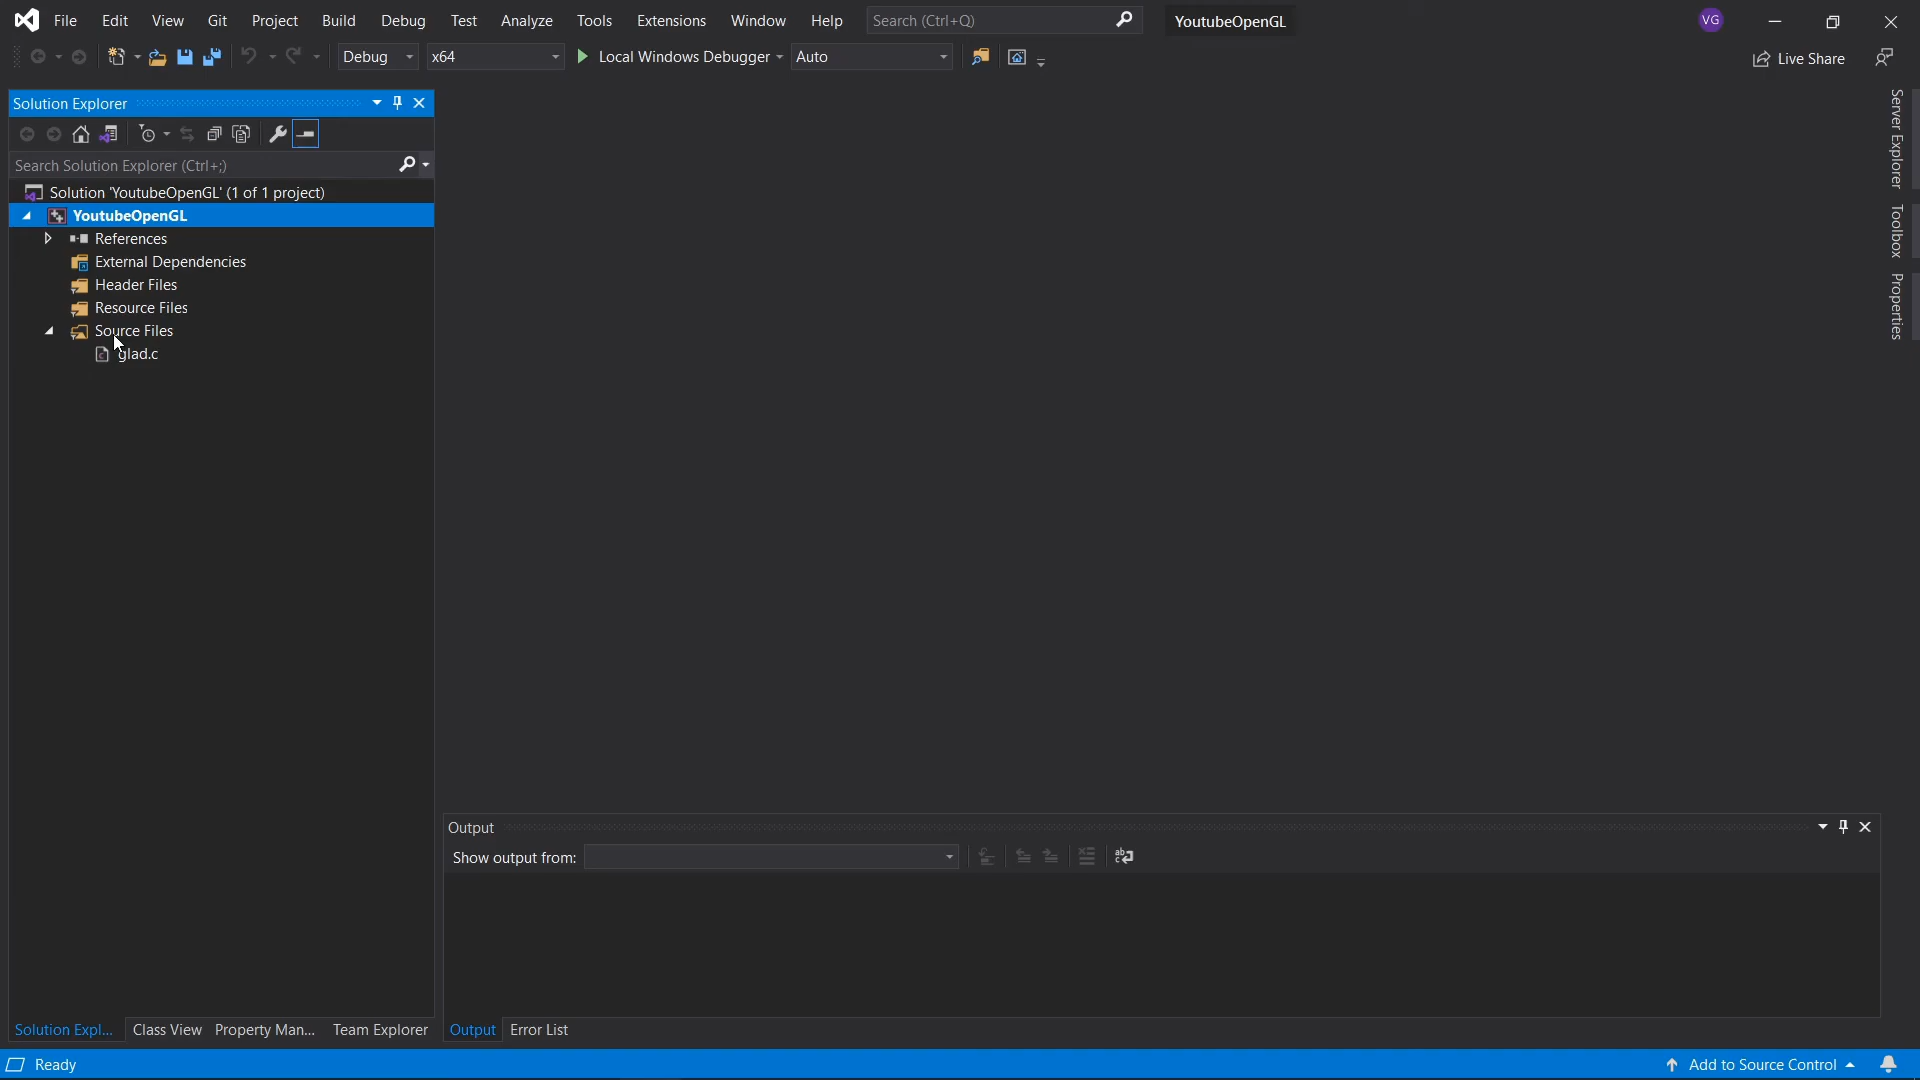 File Edit View Git Project Build Debug Test Analyze Tools Extensions Window Help Search (Ctrl+Q) YoutubeOpenGL VG
Debug x64 Local Windows Debugger Auto Live Share
Solution Explorer
Search Solution Explorer (Ctrl+;)
Solution 'YoutubeOpenGL' (1 of 1 project)
YoutubeOpenGL
References
External Dependencies
Header Files
Resource Files
Source Files
glad.c
Server Explorer
Toolbox
Properties
Output
Show output from:
Solution Expl... Class View Property Man... Team Explorer Output Error List
Ready Add to Source Control